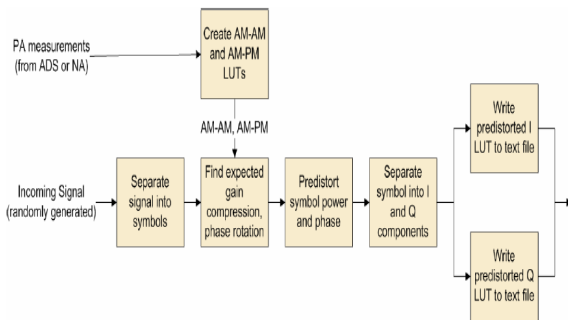 PA measurements
(from ADS or NA)
Create AM-AM
and AM-PM
LUTs
AM-AM, AM-PM
Incoming Signal
(randomly generated)
Separate
signal into
symbols
Find expected
gain
compression,
phase rotation
Predistort
symbol power
and phase
Separate
symbol into I
and Q
components
Write
predistorted I
LUT to text file
Write
predistorted Q
LUT to text file